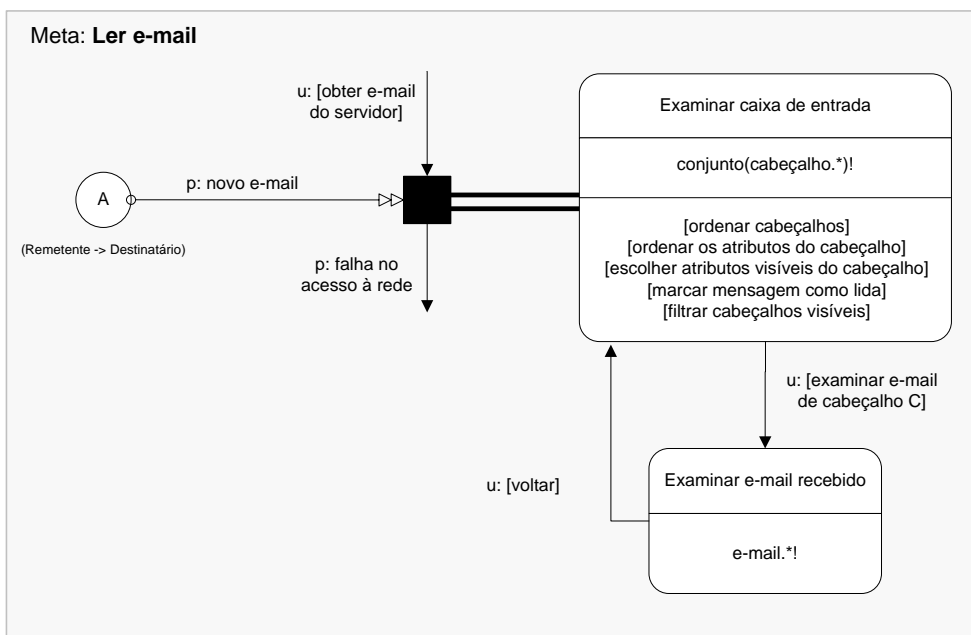 Meta: Ler e-mail
u: [obter e-mail
do servidor]
p: novo e-mail
A
(Remetente -> Destinatário)
p: falha no
acesso à rede
Examinar caixa de entrada
conjunto(cabeçalho.*)!
[ordenar cabeçalhos]
[ordenar os atributos do cabeçalho]
[escolher atributos visíveis do cabeçalho]
[marcar mensagem como lida]
[filtrar cabeçalhos visíveis]
u: [examinar e-mail
de cabeçalho C]
u: [voltar]
Examinar e-mail recebido
e-mail.*!